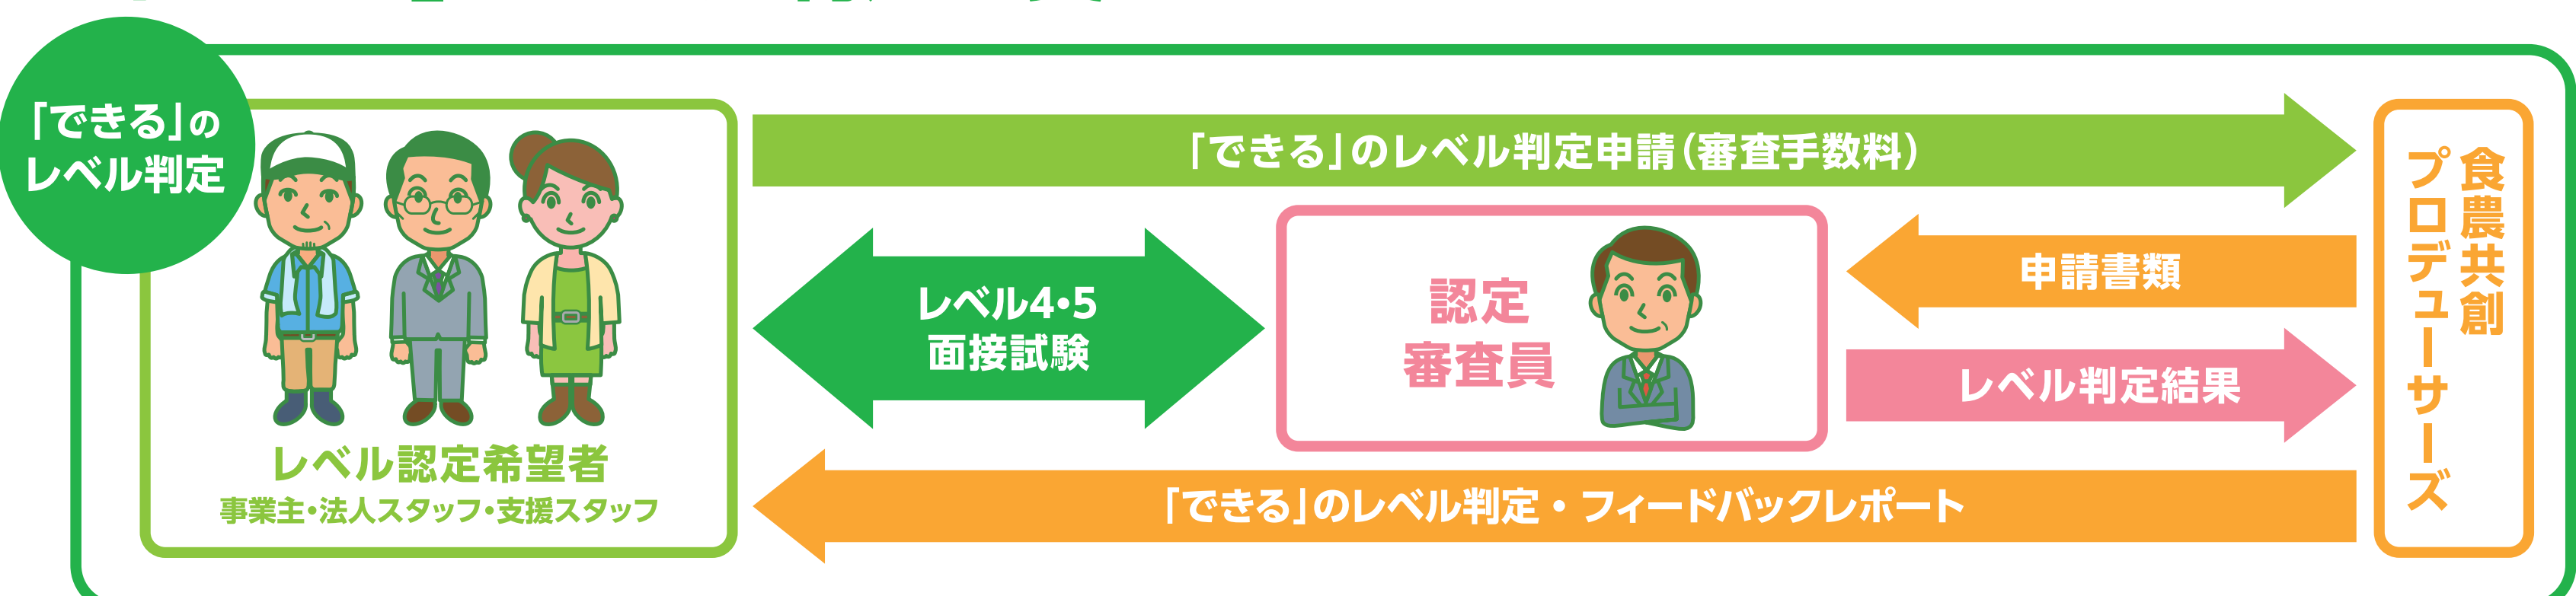 「できる」の
レベル判定
「できる」のレベル判定申請(審査手数料)
レベル4・5
面接試験
認定
審査員
申請書類
レベル判定結果
レベル認定希望者
事業主・法人スタッフ・支援スタッフ
「できる」のレベル判定・フィードバックレポート
食農共創
プロデューサーズ